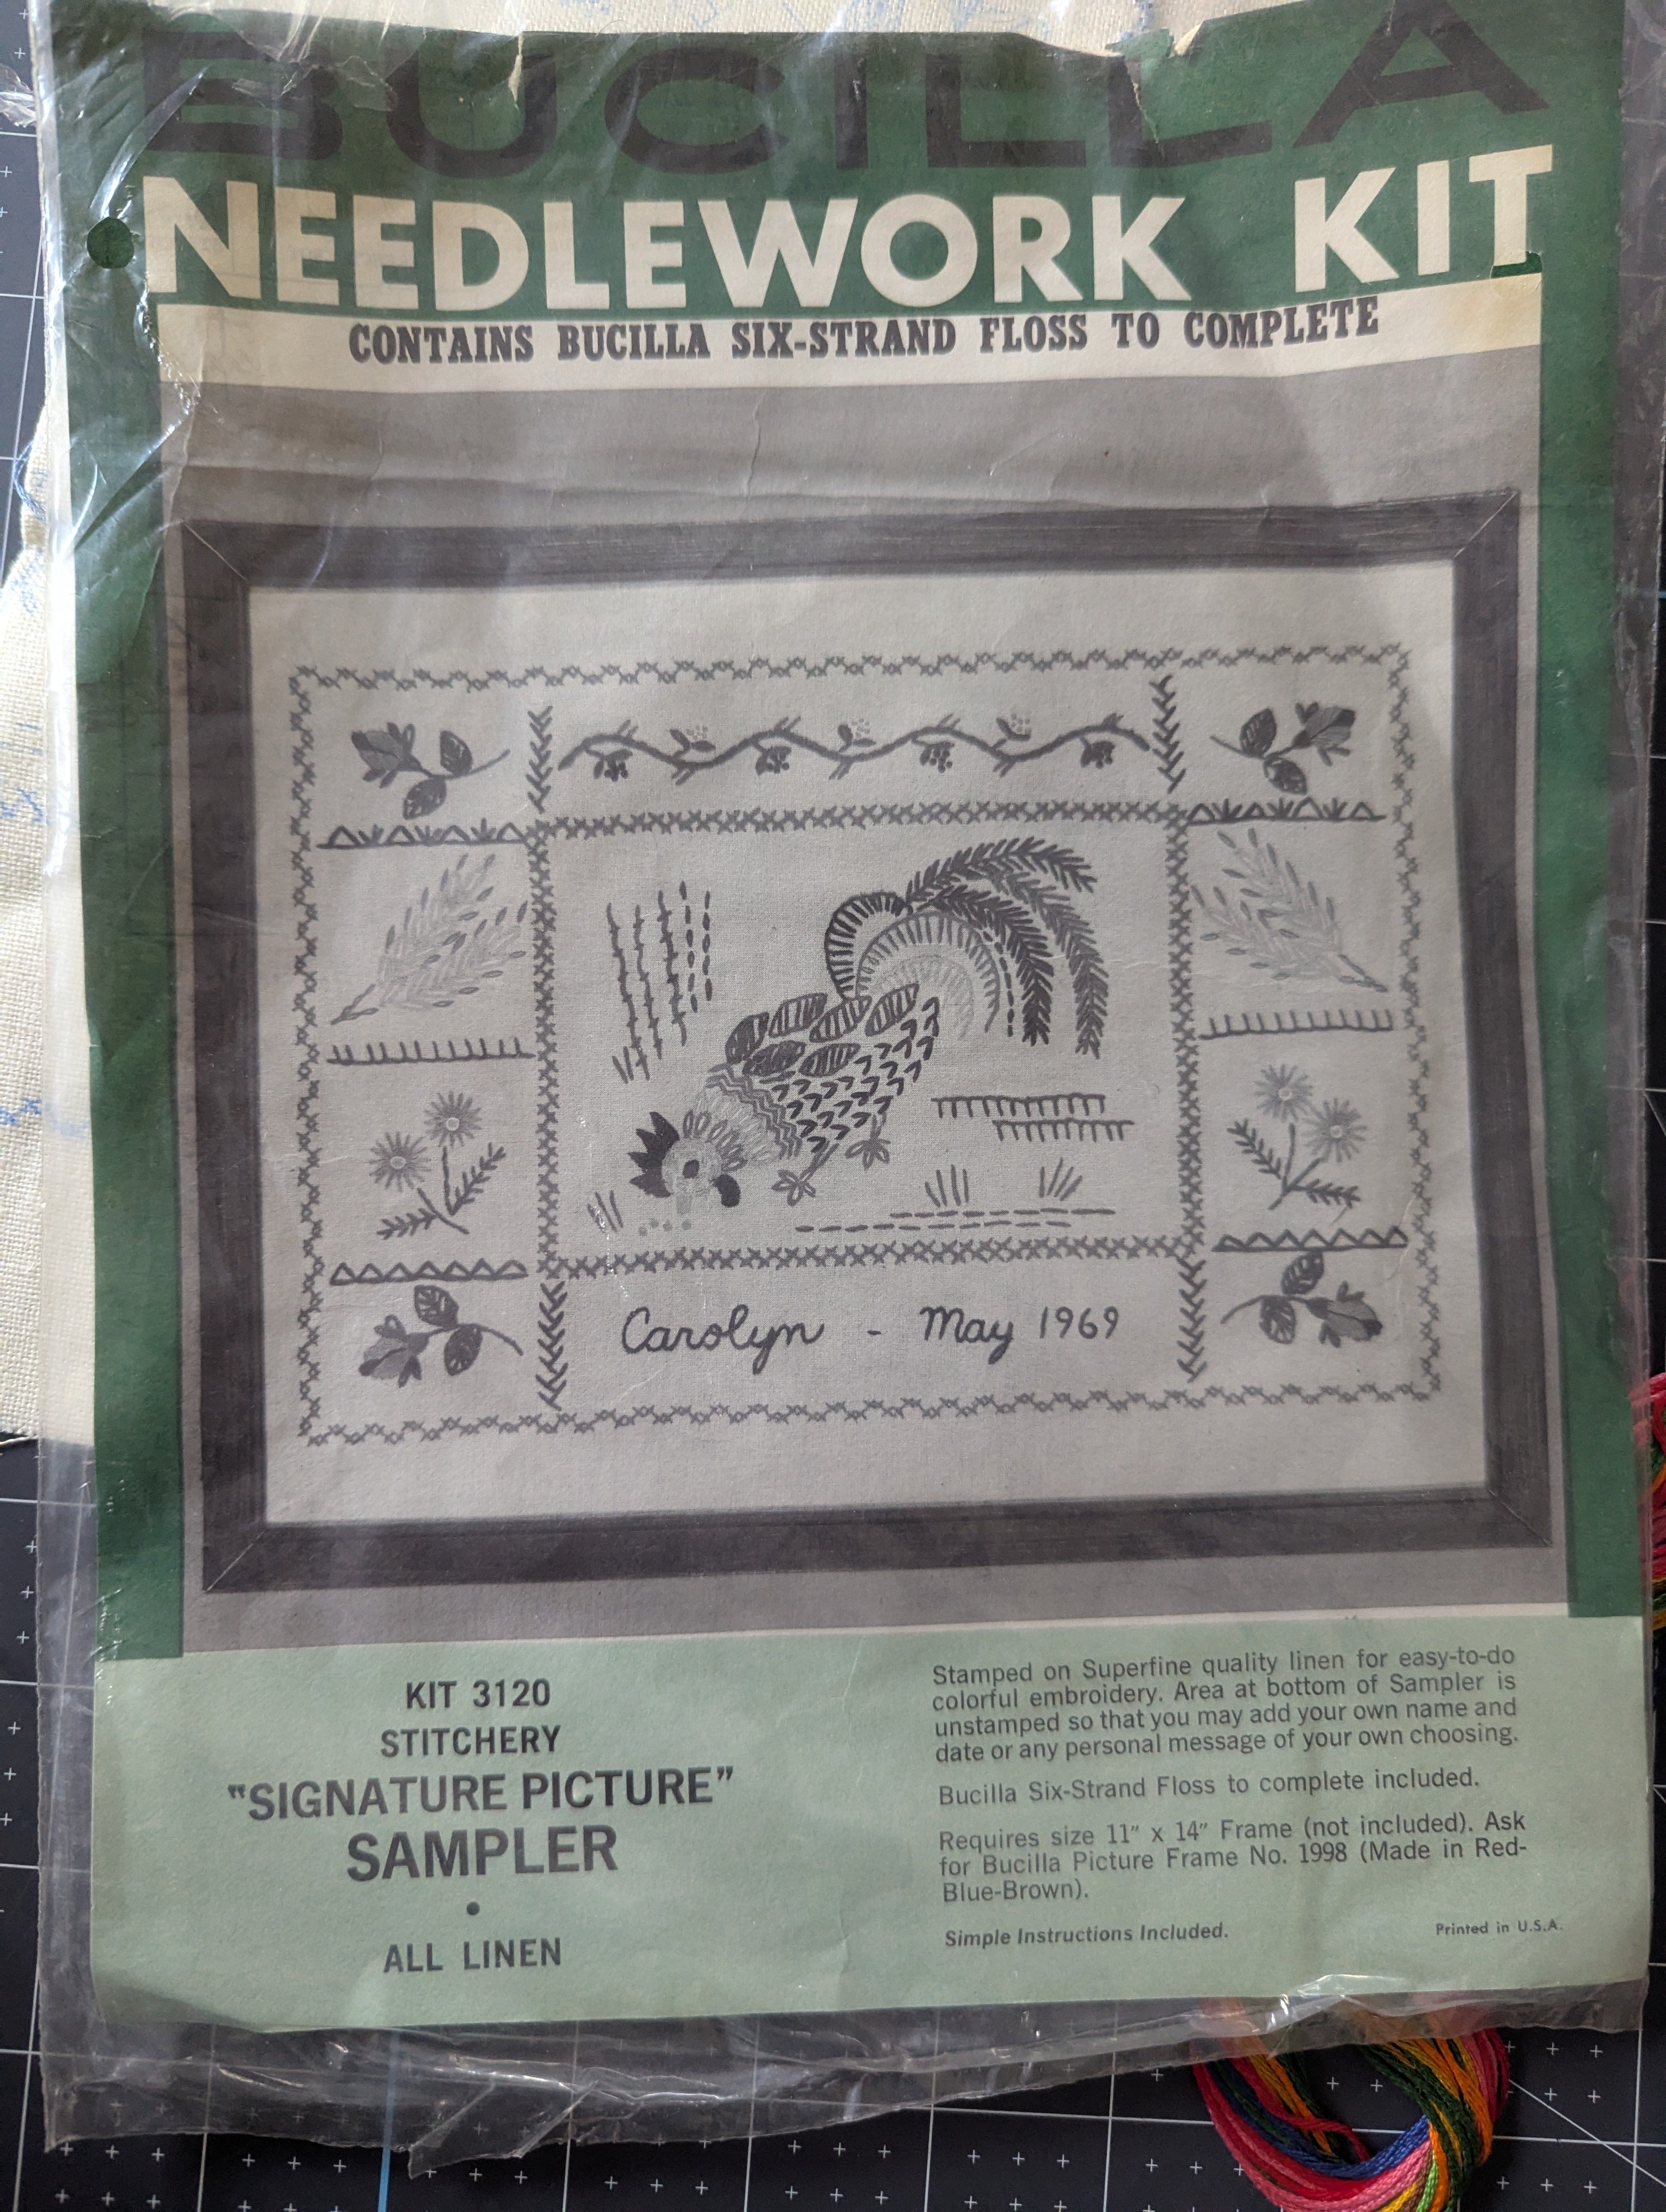 BUCILLA
NEEDLEWORK KIT
CONTAINS BUCILLA SIX-STRAND FLOSS TO COMPLETE
Carolyn - May 1969
KIT 3120
STITCHERY
"SIGNATURE PICTURE"
SAMPLER
•
ALL LINEN
Stamped on Superfine quality linen for easy-to-do
colorful embroidery. Area at bottom of Sampler is
unstamped so that you may add your own name and
date or any personal message of your own choosing.
Bucilla Six-Strand Floss to complete included.
Requires size 11" x 14" Frame (not included). Ask
for Bucilla Picture Frame No. 1998 (Made in Red-
Blue-Brown).
Simple Instructions Included.
Printed in U.S.A.